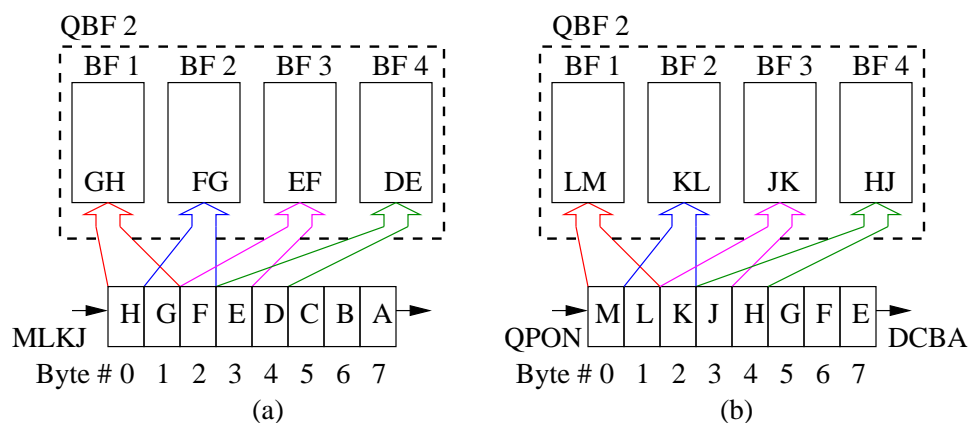 QBF 2
BF 1 BF 2 BF 3 BF 4
GH FG EF DE
H G F E D C B A
MLKJ
Byte # 0 1 2 3 4 5 6 7
(a)
QBF 2
BF 1 BF 2 BF 3 BF 4
LM KL JK HJ
M L K J H G F E
QPON DCBA
Byte # 0 1 2 3 4 5 6 7
(b)